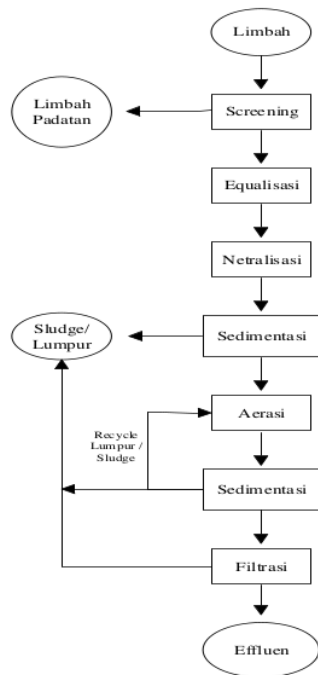 Limbah
Limbah
Padatan
Screening
Equalisasi
Netralisasi
Sludge/
Lumpur
Sedimentasi
Aerasi
Recycle
Lumpur /
Sludge
Sedimentasi
Filtrasi
Effluen